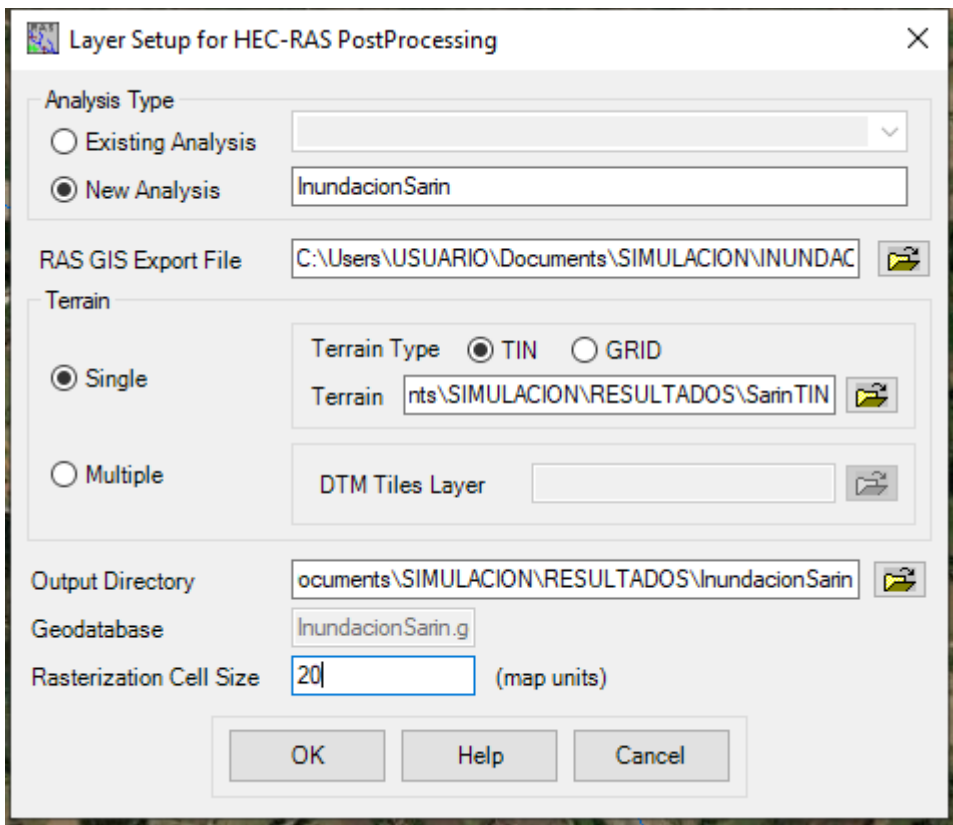 Layer Setup for HEC-RAS PostProcessing
Analysis Type
Existing Analysis
New Analysis InundacionSarin
RAS GIS Export File C:\Users\USUARIO\Documents\SIMULACION\INUNDAC
Terrain
Single
Terrain Type TIN GRID
Terrain nts\SIMULACION\RESULTADOS\SarinTIN
Multiple
DTM Tiles Layer
Output Directory ocuments\SIMULACION\RESULTADOS\InundacionSarin
Geodatabase InundacionSarin.g
Rasterization Cell Size 20 (map units)
OK Help Cancel